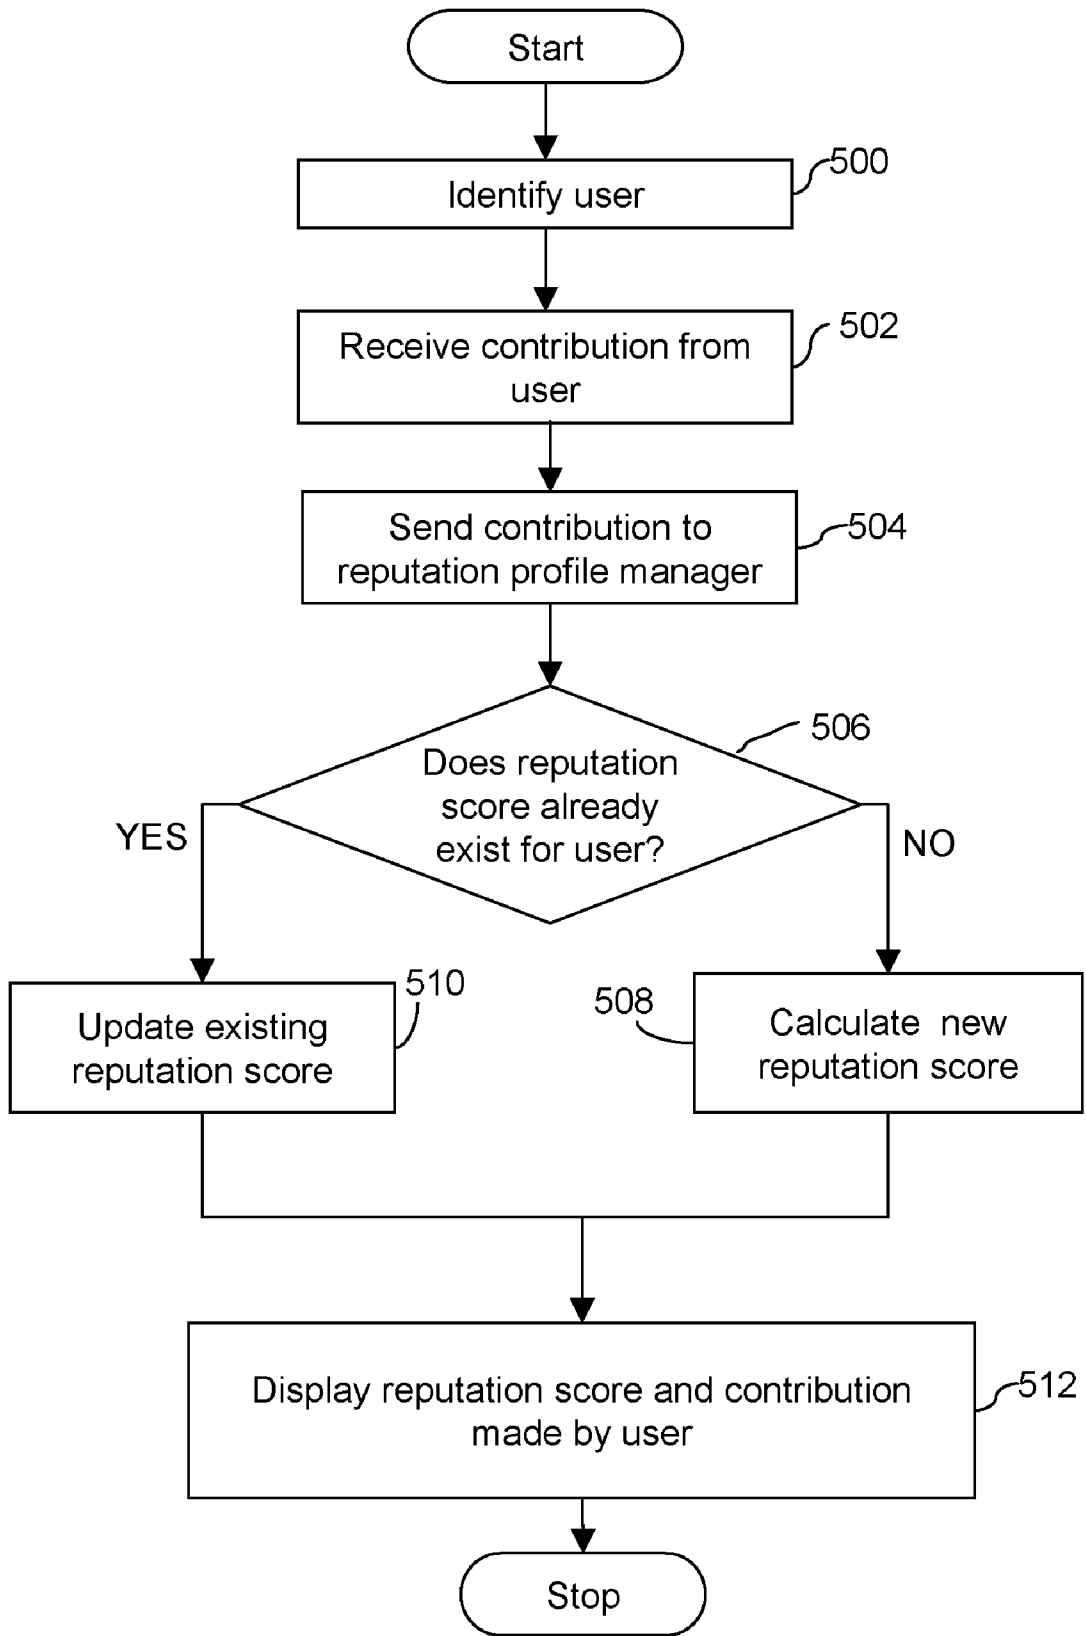 Start
500
Identify user
502
Receive contribution from
user
504
Send contribution to
reputation profile manager
506
Does reputation
score already
exist for user?
YES
NO
510
Update existing
reputation score
508
Calculate new
reputation score
512
Display reputation score and contribution
made by user
Stop